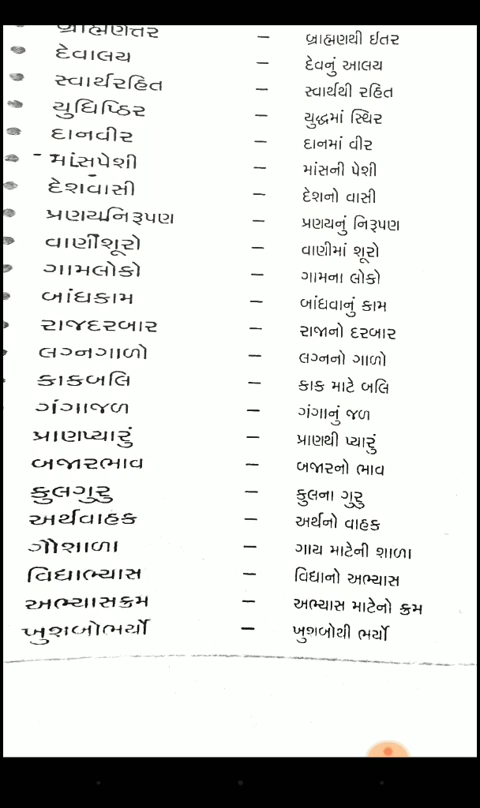 બ્રાહ્મણેત્તર – બ્રાહ્મણથી ઈતર
દેવાલય – દેવનું આલય
સ્વાર્થરહિત – સ્વાર્થથી રહિત
યુધિષ્ઠિર – યુદ્ધમાં સ્થિર
દાનવીર – દાનમાં વીર
માંસપેશી – માંસની પેશી
દેશવાસી – દેશનો વાસી
પ્રણયનિરૂપણ – પ્રણયનું નિરૂપણ
વાણીશૂરો – વાણીમાં શૂરો
ગામલોકો – ગામના લોકો
બાંધકામ – બાંધવાનું કામ
રાજદરબાર – રાજાનો દરબાર
લગ્નગાળો – લગ્નનો ગાળો
કાકબલિ – કાક માટે બલિ
ગંગાજળ – ગંગાનું જળ
પ્રાણપ્યારું – પ્રાણથી પ્યારું
બજારભાવ – બજારનો ભાવ
કુલગુરુ – કુલના ગુરુ
અર્થવાહક – અર્થનો વાહક
ગૌશાળા – ગાય માટેની શાળા
વિદ્યાભ્યાસ – વિદ્યાનો અભ્યાસ
અભ્યાસક્રમ – અભ્યાસ માટેનો ક્રમ
ખુશબોભર્યો – ખુશબોથી ભર્યો